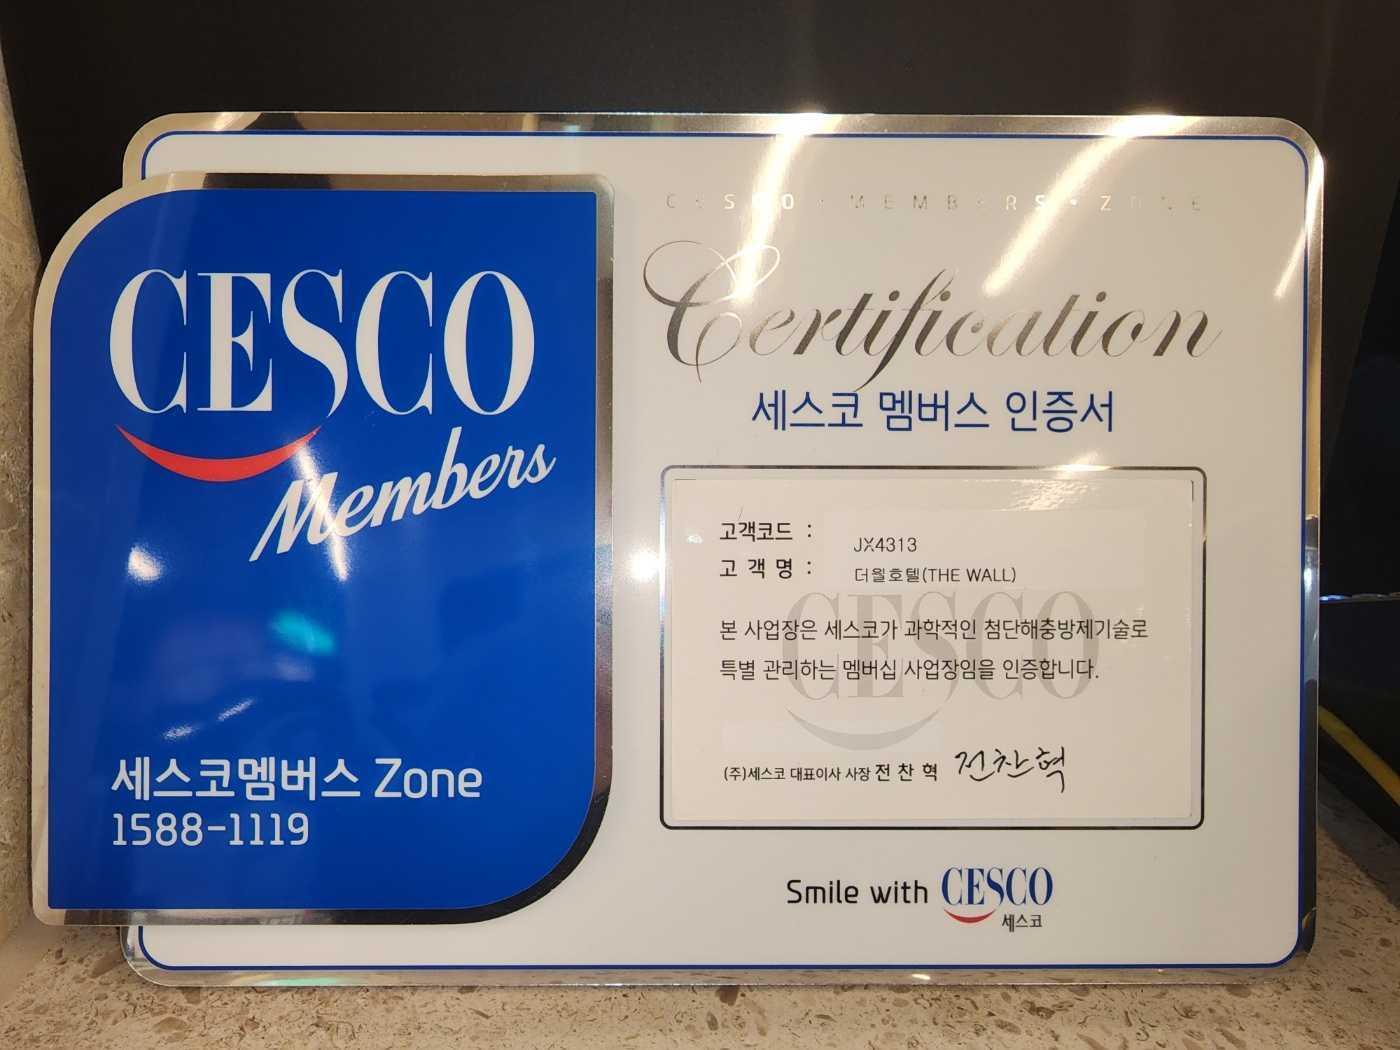 CESCO
Members
세스코멤버스 Zone
1588-1119
CESCO · MEMBERS · ZONE
Certification
세스코 멤버스 인증서
고객코드 : JX4313
고 객 명 : 더월호텔(THE WALL)
CESCO
본 사업장은 세스코가 과학적인 첨단해충방제기술로
특별 관리하는 멤버십 사업장임을 인증합니다.
(주)세스코 대표이사 사장 전 찬 혁 전찬혁
Smile with CESCO
세스코